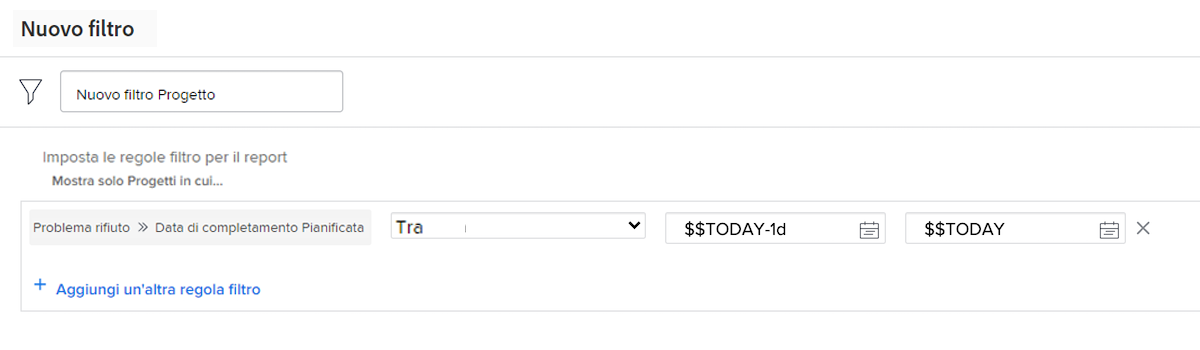 Nuovo filtro
Nuovo filtro Progetto
Imposta le regole filtro per il report
Mostra solo Progetti in cui...
Problema rifiuto >> Data di completamento Pianificata Tra $$TODAY-1d $$TODAY
+ Aggiungi un'altra regola filtro